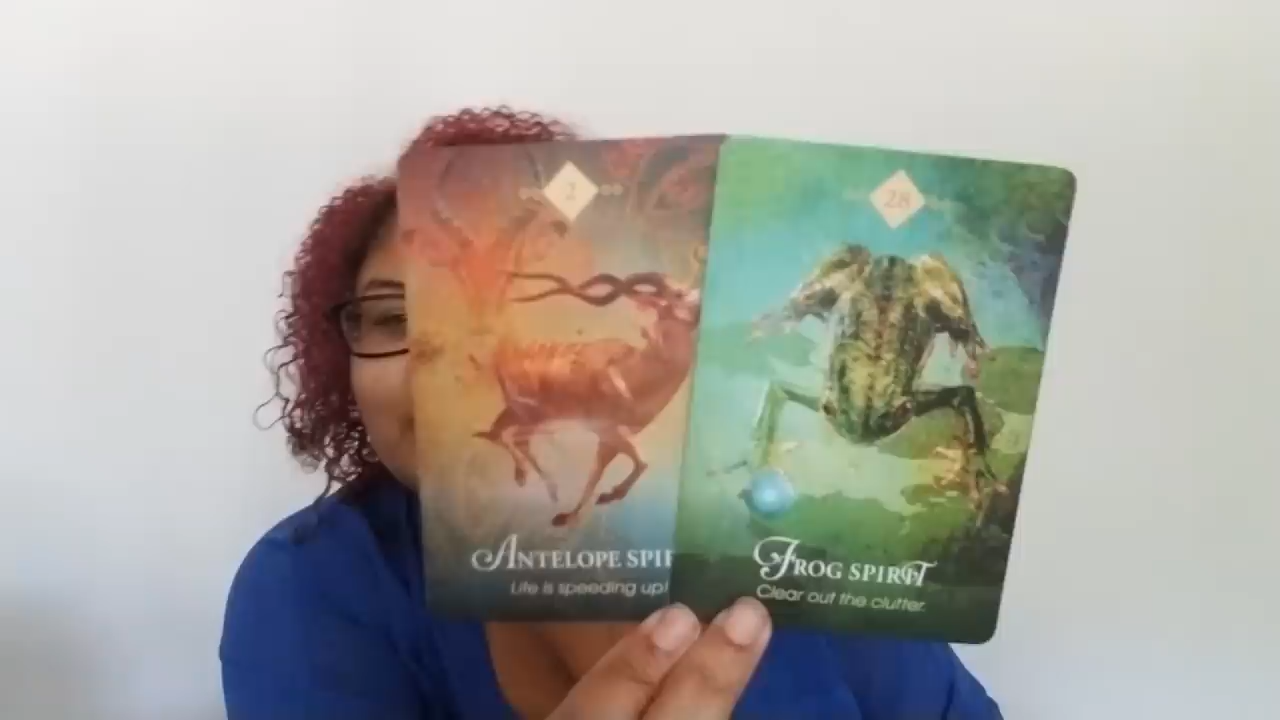 2
ANTELOPE SPI
Life is speeding up!
28
FROG SPIRIT
Clear out the clutter.